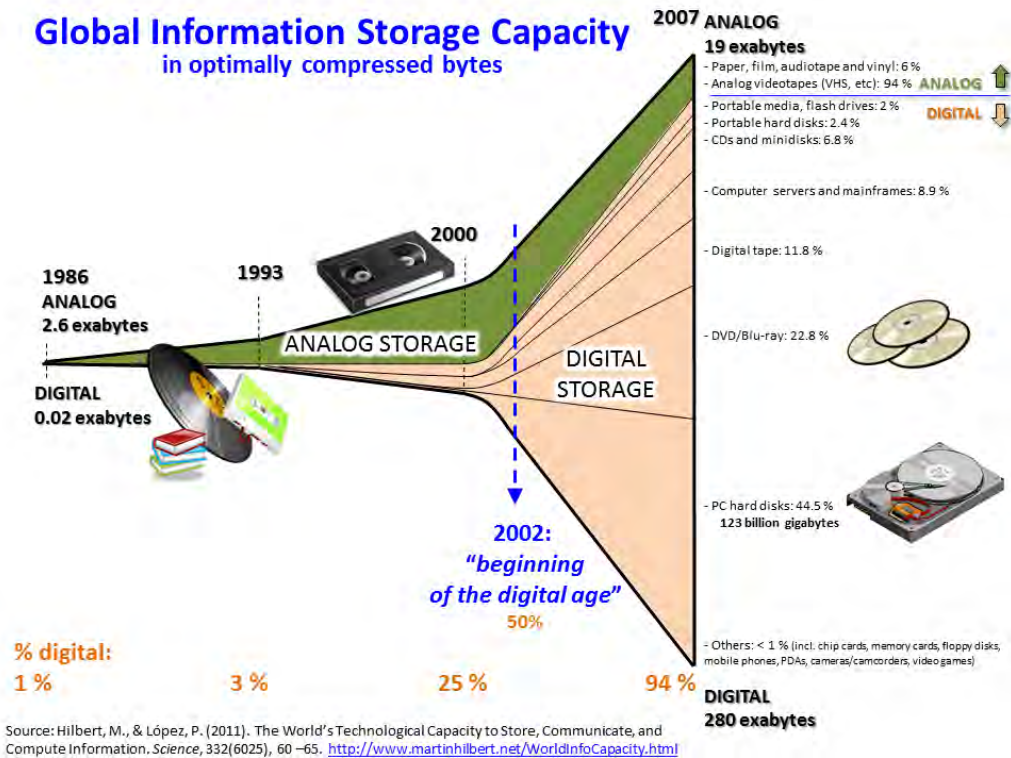 Global Information Storage Capacity
in optimally compressed bytes
2007 ANALOG
19 exabytes
- Paper, film, audiotape and vinyl: 6 %
- Analog videotapes (VHS, etc): 94 %
ANALOG
- Portable media, flash drives: 2 %
DIGITAL
- Portable hard disks: 2.4 %
- CDs and minidisks: 6.8 %
- Computer servers and mainframes: 8.9 %
- Digital tape: 11.8 %
- DVD/Blu-ray: 22.8 %
- PC hard disks: 44.5 %
123 billion gigabytes
- Others: < 1 % (incl. chip cards, memory cards, floppy disks,
mobile phones, PDAs, cameras/camcorders, video games)
DIGITAL
280 exabytes
1986
ANALOG
2.6 exabytes
DIGITAL
0.02 exabytes
1993
2000
ANALOG STORAGE
DIGITAL
STORAGE
2002:
"beginning
of the digital age"
50%
% digital:
1 %
3 %
25 %
94 %
Source: Hilbert, M., & López, P. (2011). The World's Technological Capacity to Store, Communicate, and
Compute Information. Science, 332(6025), 60 –65. http://www.martinhilbert.net/WorldInfoCapacity.html